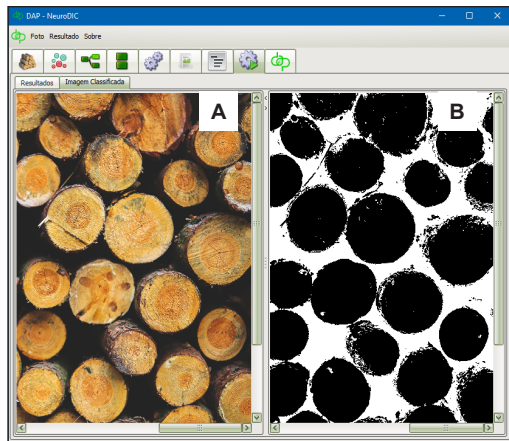 DAP - NeuroDIC
Foto Resultado Sobre
Resultados Imagem Classificada
A B